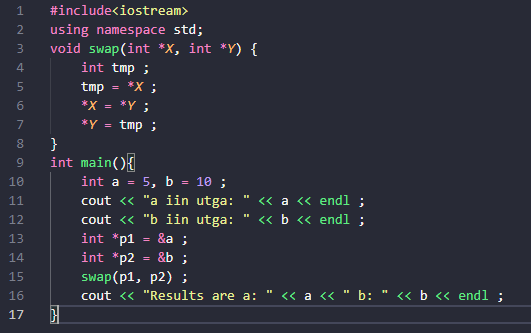 1 #include<iostream>
2 using namespace std;
3 void swap(int *X, int *Y) {
4 int tmp ;
5 tmp = *X ;
6 *X = *Y ;
7 *Y = tmp ;
8 }
9 int main(){
10 int a = 5, b = 10 ;
11 cout << "a iin utga: " << a << endl ;
12 cout << "b iin utga: " << b << endl ;
13 int *p1 = &a ;
14 int *p2 = &b ;
15 swap(p1, p2) ;
16 cout << "Results are a: " << a << " b: " << b << endl ;
17 }